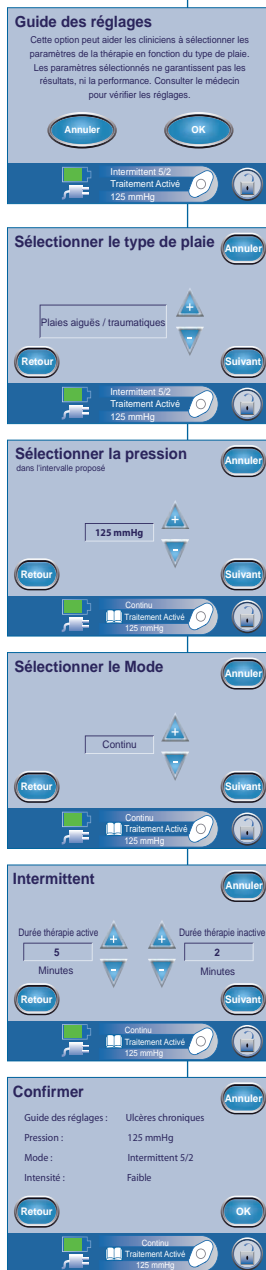 Guide des réglages
Cette option peut aider les cliniciens à sélectionner les
paramètres de la thérapie en fonction du type de plaie.
Les paramètres sélectionnés ne garantissent pas les
résultats, ni la performance. Consulter le médecin
pour vérifier les réglages.
Annuler OK
Intermittent 5/2
Traitement Activé
125 mmHg
Sélectionner le type de plaie Annuler
Plaies aiguës / traumatiques + -
Retour Suivant
Intermittent 5/2
Traitement Activé
125 mmHg
Sélectionner la pression Annuler
dans l'intervalle proposé
125 mmHg + -
Retour Suivant
Continu
Traitement Activé
125 mmHg
Sélectionner le Mode Annuler
Continu + -
Retour Suivant
Continu
Traitement Activé
125 mmHg
Intermittent Annuler
Durée thérapie active + + Durée thérapie inactive
5 2
Minutes - - Minutes
Retour Suivant
Continu
Traitement Activé
125 mmHg
Confirmer Annuler
Guide des réglages : Ulcères chroniques
Pression : 125 mmHg
Mode : Intermittent 5/2
Intensité : Faible
Retour OK
Continu
Traitement Activé
125 mmHg